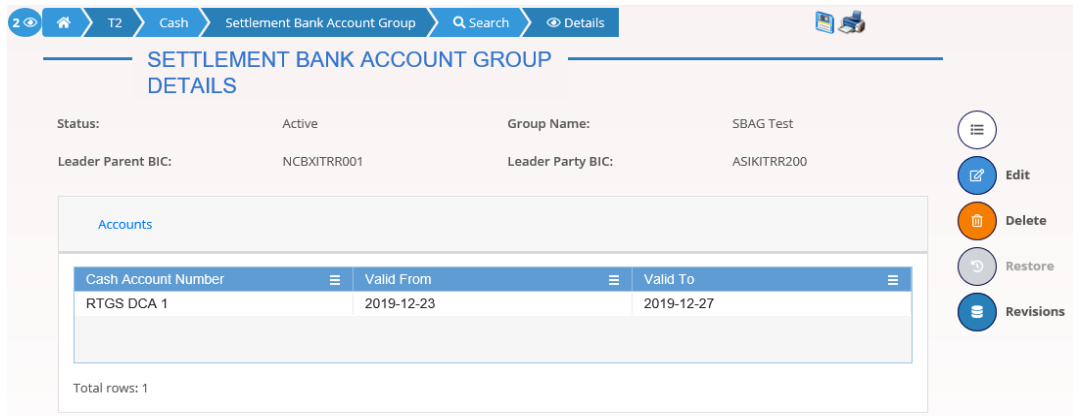 2 T2 Cash Settlement Bank Account Group Search Details
SETTLEMENT BANK ACCOUNT GROUP
DETAILS
Status: Active Group Name: SBAG Test
Leader Parent BIC: NCBXITRR001 Leader Party BIC: ASIKITRR200
Edit
Accounts
Delete
Restore
Cash Account Number Valid From Valid To
RTGS DCA 1 2019-12-23 2019-12-27
Revisions
Total rows: 1